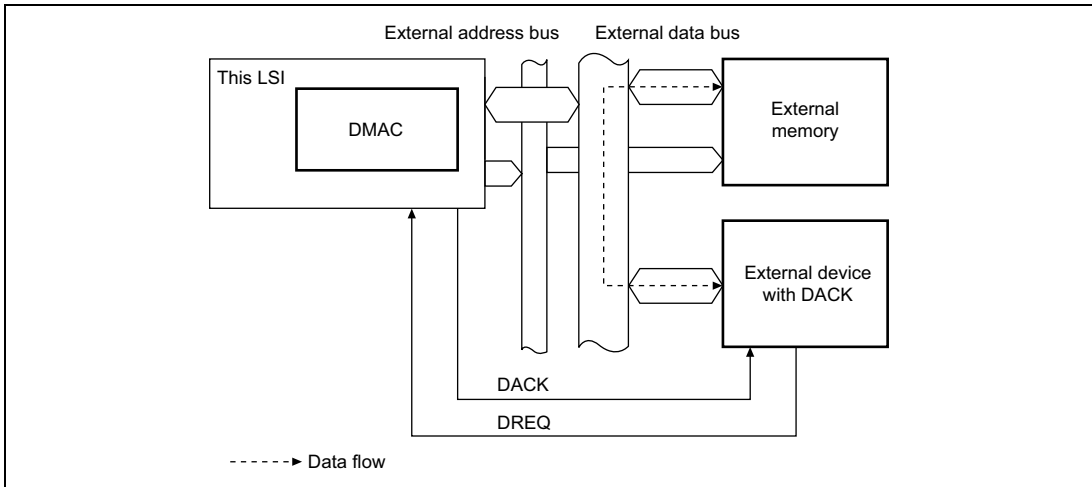 External address bus
External data bus
This LSI
DMAC
External
memory
External device
with DACK
DACK
DREQ
Data flow